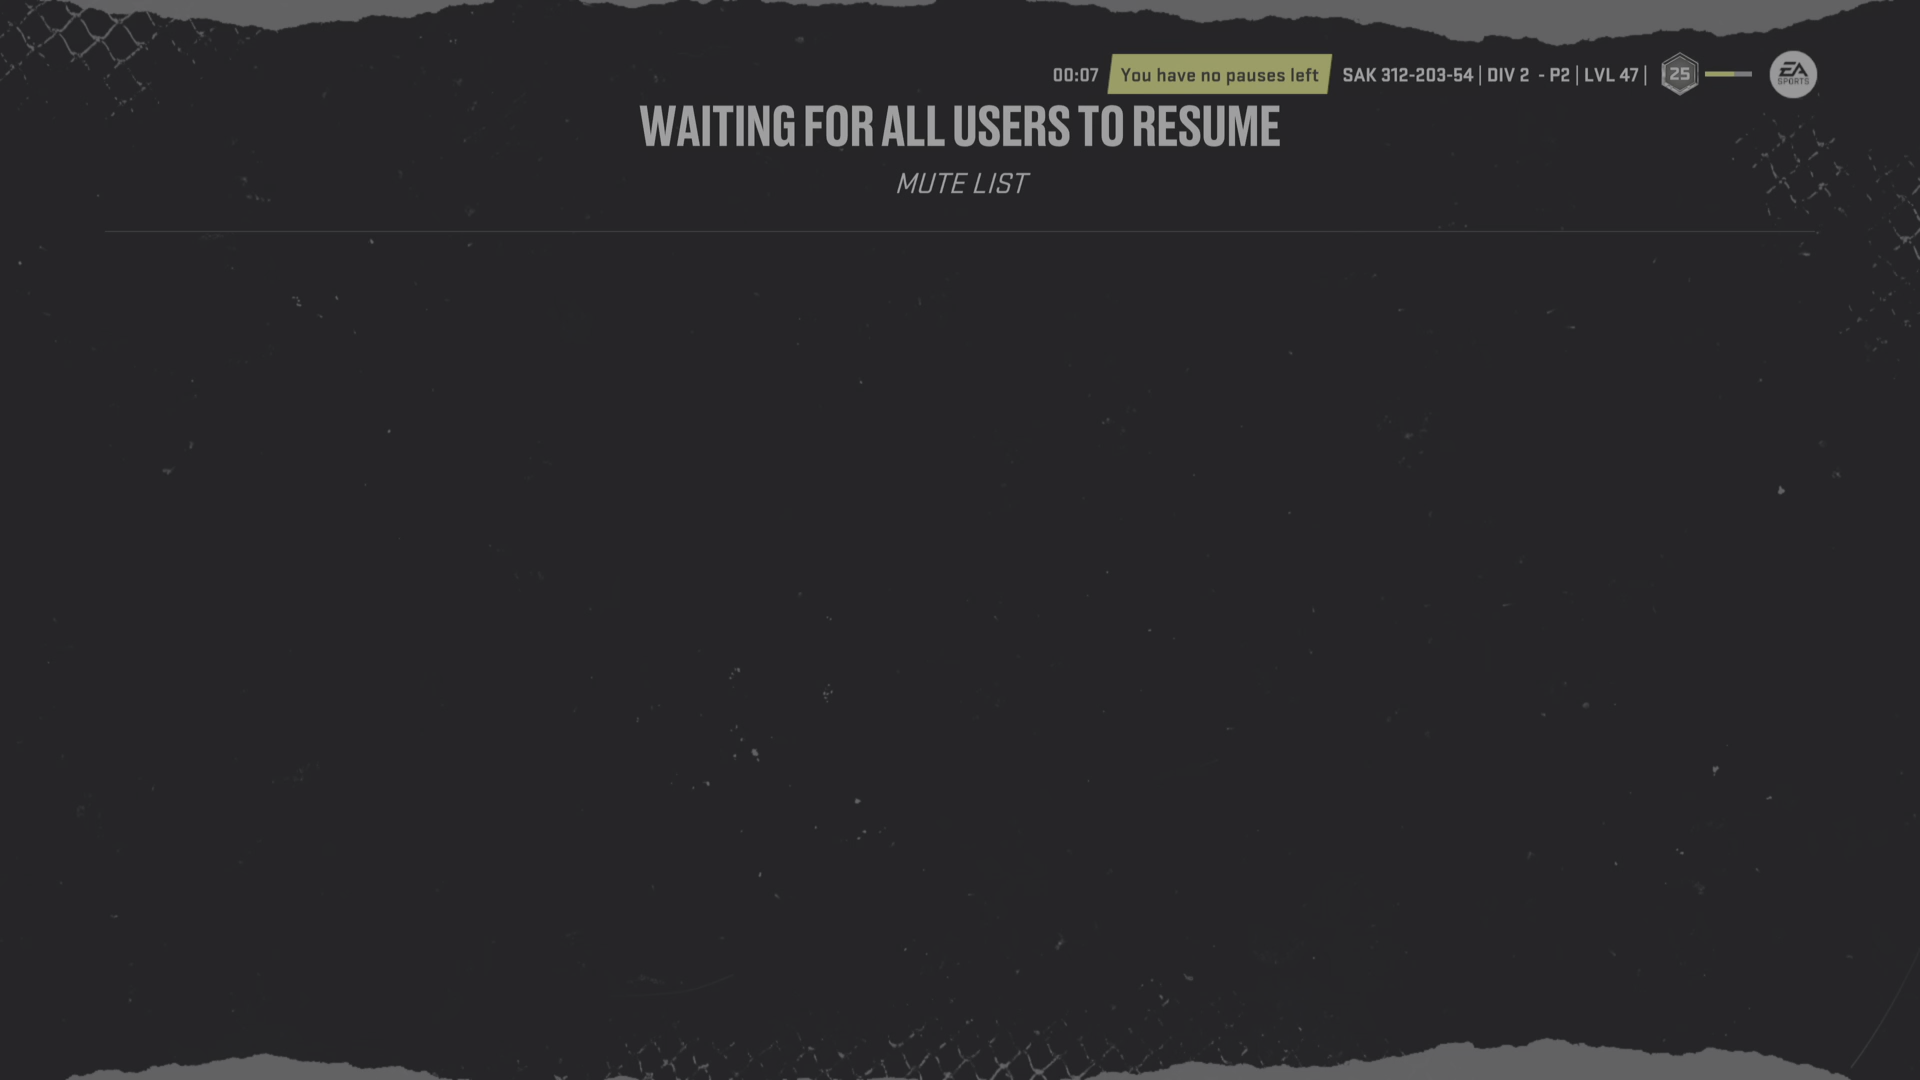 00:07 You have no pauses left SAK 312-203-54 | DIV 2 - P2 | LVL 47 | 25 EA SPORTS
WAITING FOR ALL USERS TO RESUME
MUTE LIST